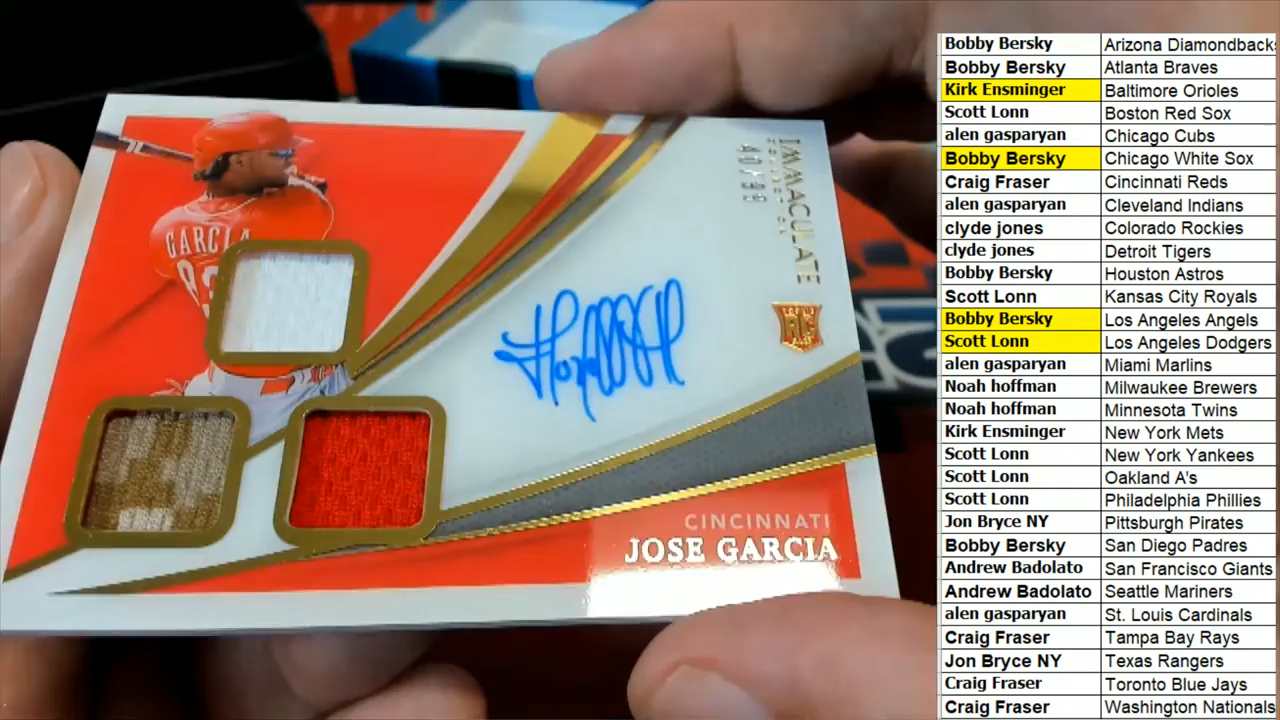 GARCIA
IMMACULATE
40/99
RC
CINCINNATI
JOSE GARCIA
Bobby Bersky Arizona Diamondback
Bobby Bersky Atlanta Braves
Kirk Ensminger Baltimore Orioles
Scott Lonn Boston Red Sox
alen gasparyan Chicago Cubs
Bobby Bersky Chicago White Sox
Craig Fraser Cincinnati Reds
alen gasparyan Cleveland Indians
clyde jones Colorado Rockies
clyde jones Detroit Tigers
Bobby Bersky Houston Astros
Scott Lonn Kansas City Royals
Bobby Bersky Los Angeles Angels
Scott Lonn Los Angeles Dodgers
alen gasparyan Miami Marlins
Noah hoffman Milwaukee Brewers
Noah hoffman Minnesota Twins
Kirk Ensminger New York Mets
Scott Lonn New York Yankees
Scott Lonn Oakland A's
Scott Lonn Philadelphia Phillies
Jon Bryce NY Pittsburgh Pirates
Bobby Bersky San Diego Padres
Andrew Badolato San Francisco Giants
Andrew Badolato Seattle Mariners
alen gasparyan St. Louis Cardinals
Craig Fraser Tampa Bay Rays
Jon Bryce NY Texas Rangers
Craig Fraser Toronto Blue Jays
Craig Fraser Washington Nationals